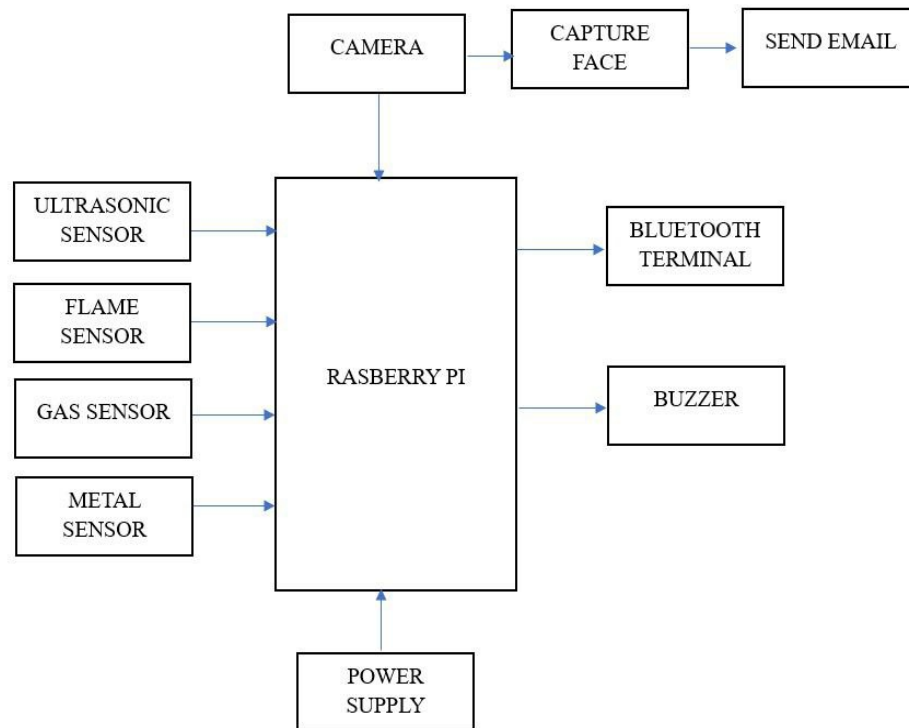 CAMERA
CAPTURE
FACE
SEND EMAIL
ULTRASONIC
SENSOR
FLAME
SENSOR
GAS SENSOR
METAL
SENSOR
RASBERRY PI
BLUETOOTH
TERMINAL
BUZZER
POWER
SUPPLY